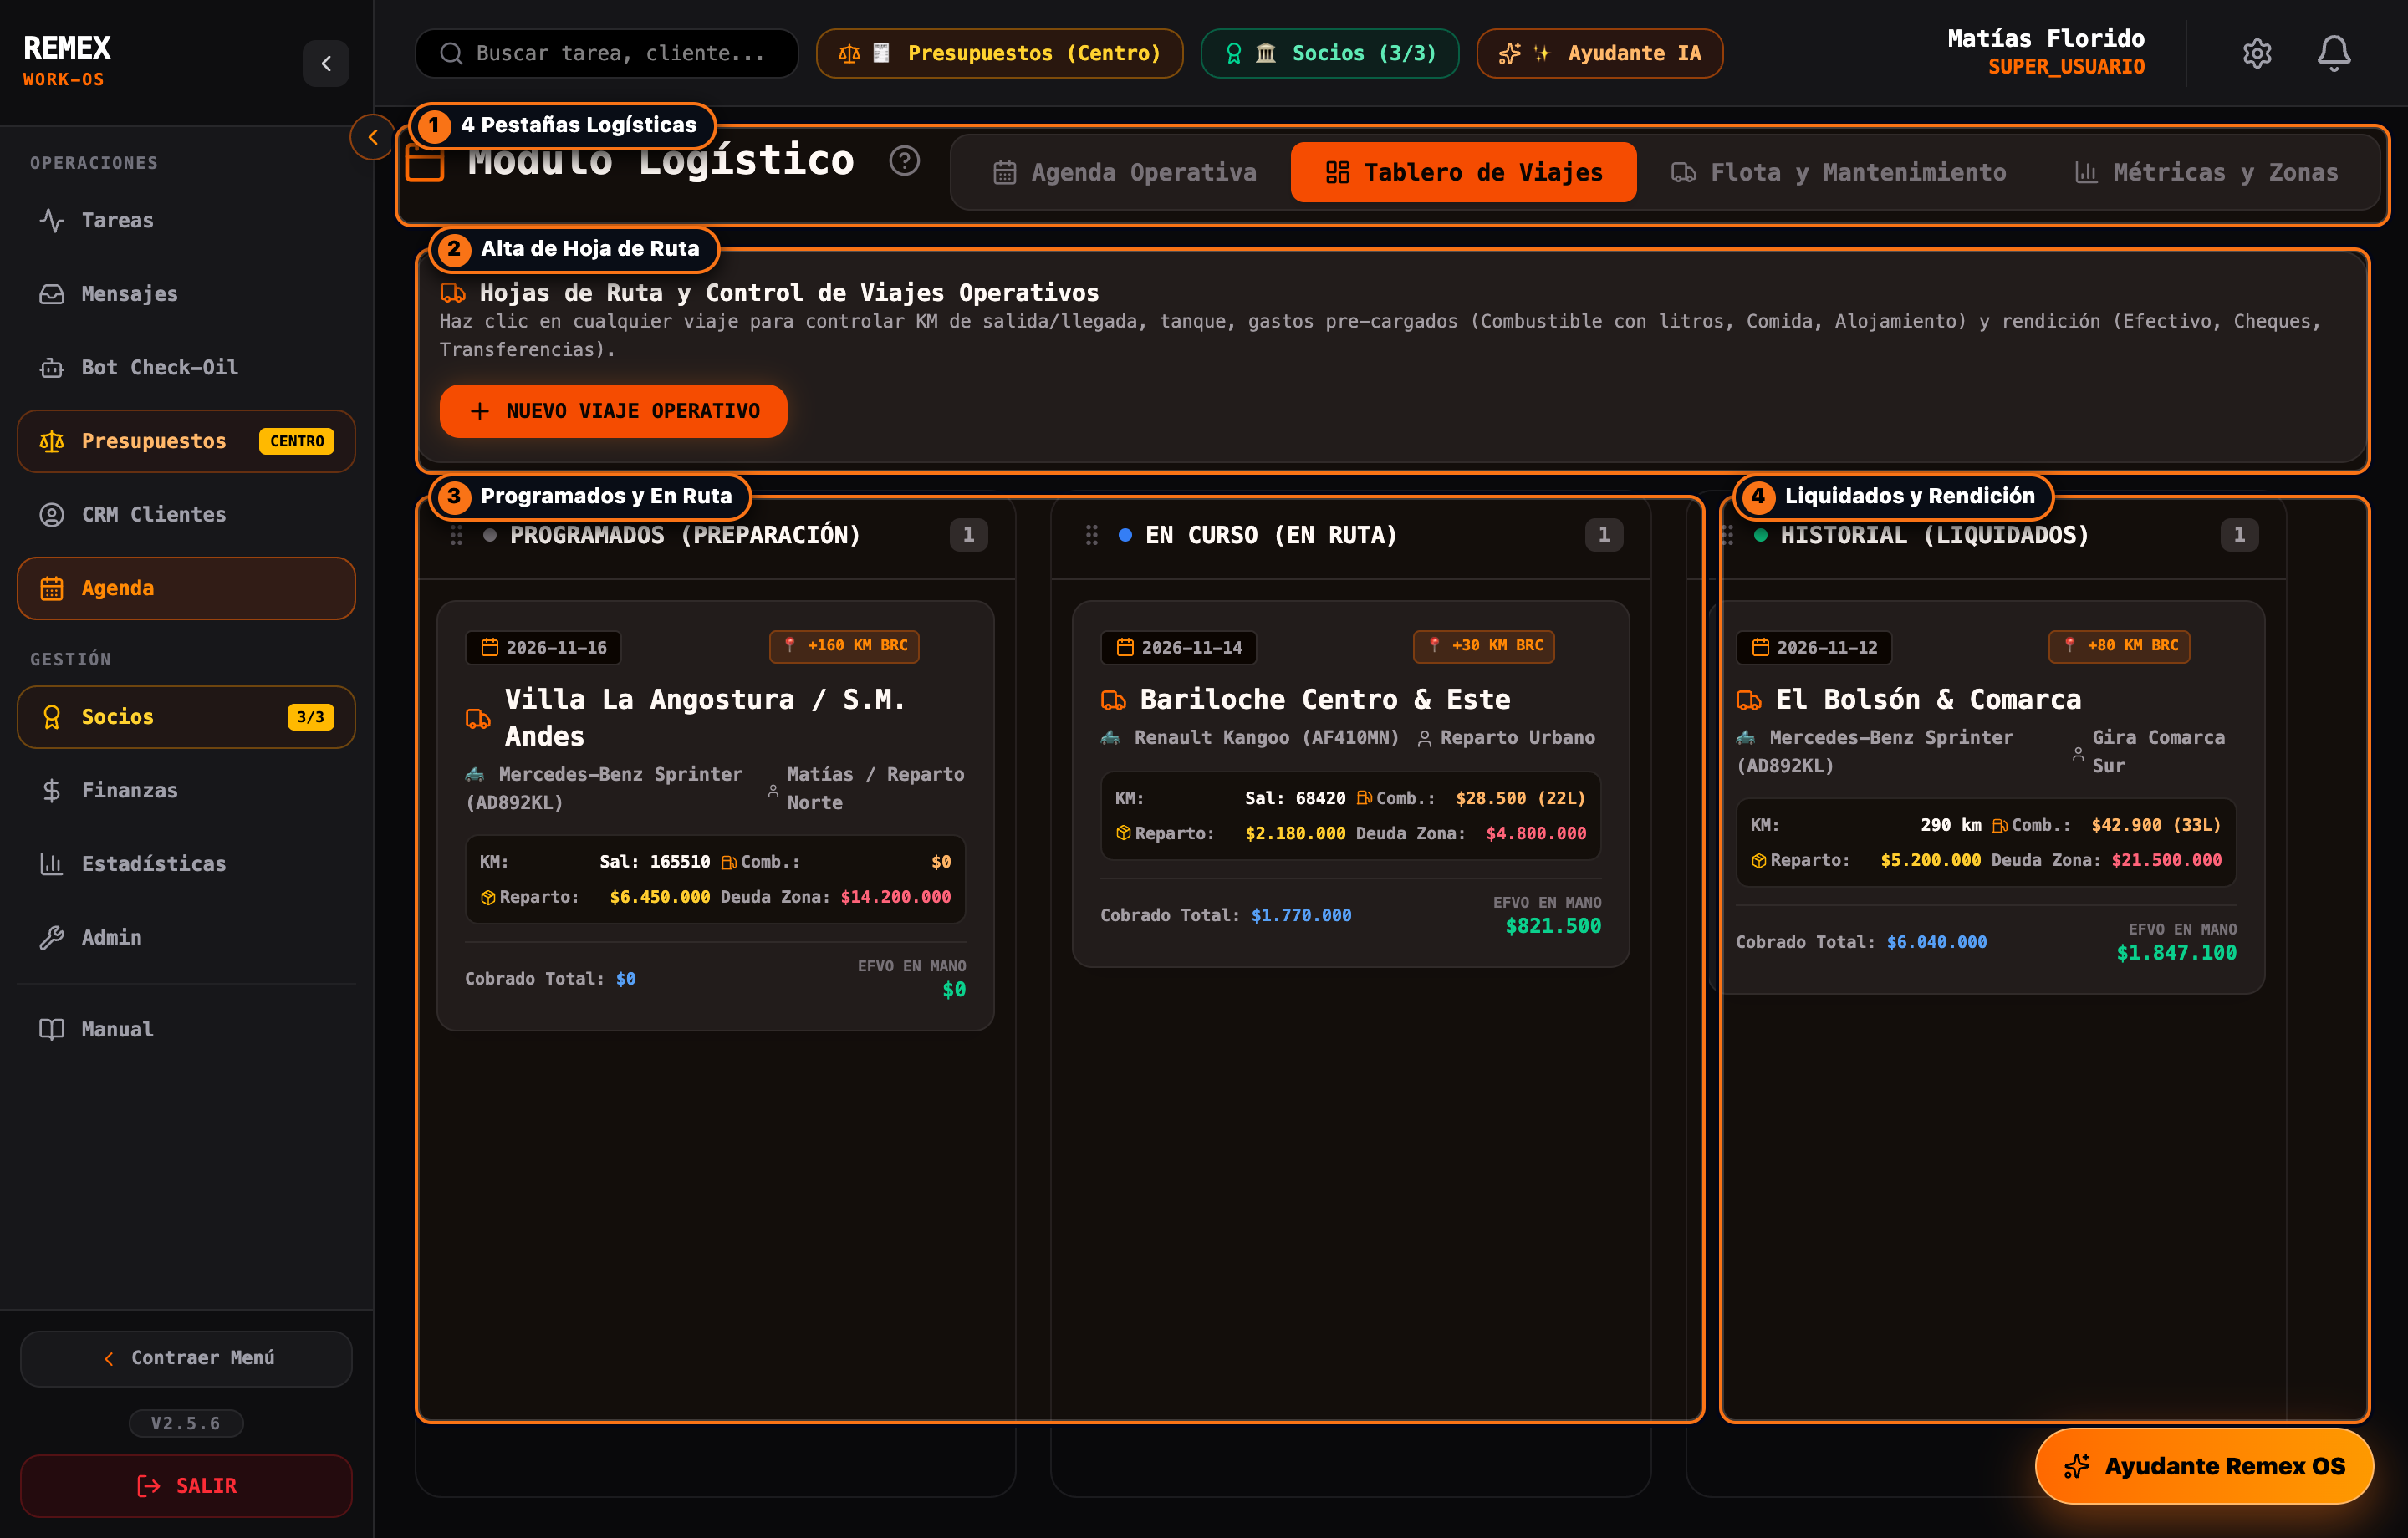 REMEX
WORK-OS
OPERACIONES
Tareas
Mensajes
Bot Check-Oil
Presupuestos CENTRO
CRM Clientes
Agenda
GESTIÓN
Socios 3/3
Finanzas
Estadísticas
Admin
Manual
Contraer Menú
V2.5.6
SALIR
Buscar tarea, cliente...
Presupuestos (Centro)
Socios (3/3)
Ayudante IA
Matías Florido
SUPER_USUARIO
1 4 Pestañas Logísticas
Módulo Logístico
Agenda Operativa
Tablero de Viajes
Flota y Mantenimiento
Métricas y Zonas
2 Alta de Hoja de Ruta
Hojas de Ruta y Control de Viajes Operativos
Haz clic en cualquier viaje para controlar KM de salida/llegada, tanque, gastos pre-cargados (Combustible con litros, Comida, Alojamiento) y rendición (Efectivo, Cheques,
Transferencias).
+ NUEVO VIAJE OPERATIVO
3 Programados y En Ruta
PROGRAMADOS (PREPARACIÓN) 1
2026-11-16
+160 KM BRC
Villa La Angostura / S.M.
Andes
Mercedes-Benz Sprinter
(AD892KL)
Matías / Reparto
Norte
KM: Sal: 165510 Comb.: $0
Reparto: $6.450.000 Deuda Zona: $14.200.000
Cobrado Total: $0
EFVO EN MANO
$0
EN CURSO (EN RUTA) 1
2026-11-14
+30 KM BRC
Bariloche Centro & Este
Renault Kangoo (AF410MN) Reparto Urbano
KM: Sal: 68420 Comb.: $28.500 (22L)
Reparto: $2.180.000 Deuda Zona: $4.800.000
Cobrado Total: $1.770.000
EFVO EN MANO
$821.500
4 Liquidados y Rendición
HISTORIAL (LIQUIDADOS) 1
2026-11-12
+80 KM BRC
El Bolsón & Comarca
Mercedes-Benz Sprinter
(AD892KL)
Gira Comarca
Sur
KM: 290 km Comb.: $42.900 (33L)
Reparto: $5.200.000 Deuda Zona: $21.500.000
Cobrado Total: $6.040.000
EFVO EN MANO
$1.847.100
Ayudante Remex OS